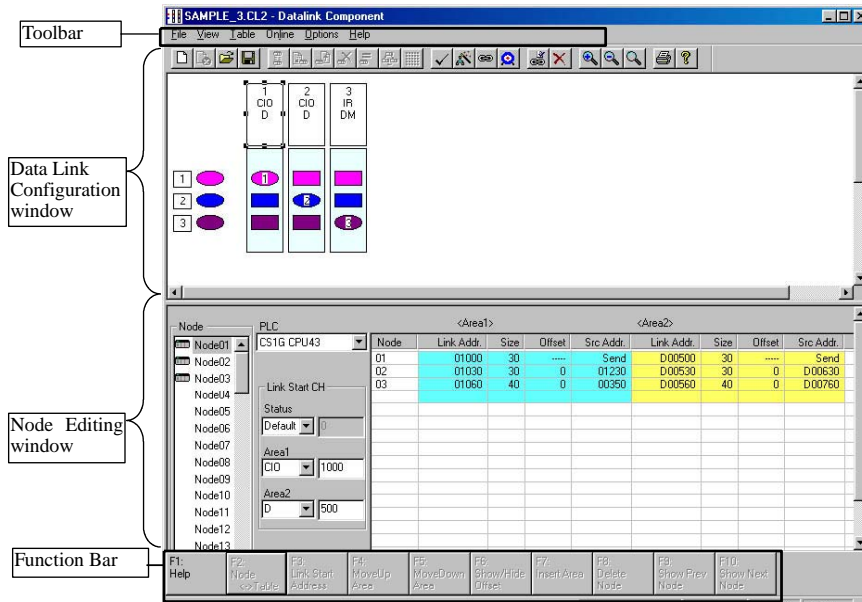 SAMPLE_3.CL2 - Datalink Component
Toolbar
File View Table Online Options Help
1 CIO D
2 CIO D
3 IR DM
Data Link Configuration window
1 1
2 2
3 3
Node Editing window
Node
Node01
Node02
Node03
Node04
Node05
Node06
Node07
Node08
Node09
Node10
Node11
Node12
Node13
PLC
CS1G CPU43
Link Start CH
Status
Default 0
Area1
CIO 1000
Area2
D 500
<Area1> <Area2>
Node Link Addr. Size Offset Src Addr. Link Addr. Size Offset Src Addr.
01 01000 30 ----- Send D00500 30 ----- Send
02 01030 30 0 01230 D00530 30 0 D00630
03 01060 40 0 00350 D00560 40 0 D00760
Function Bar
F1: Help
F2: Node <->Table
F3: Link Start Address
F4: MoveUp Area
F5: MoveDown Area
F6: Show/Hide Offset
F7: Insert Area
F8: Delete Node
F9: Show Prev Node
F10: Show Next Node